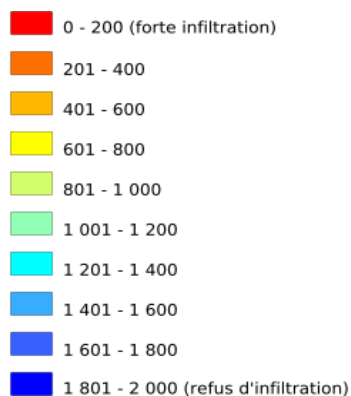 0 - 200 (forte infiltration)
201 - 400
401 - 600
601 - 800
801 - 1 000
1 001 - 1 200
1 201 - 1 400
1 401 - 1 600
1 601 - 1 800
1 801 - 2 000 (refus d'infiltration)